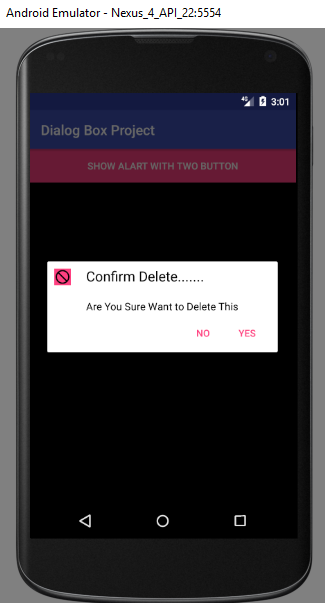 Android Emulator - Nexus_4_API_22:5554
4G 3:01
Dialog Box Project
SHOW ALART WITH TWO BUTTON
Confirm Delete.......
Are You Sure Want to Delete This
NO YES